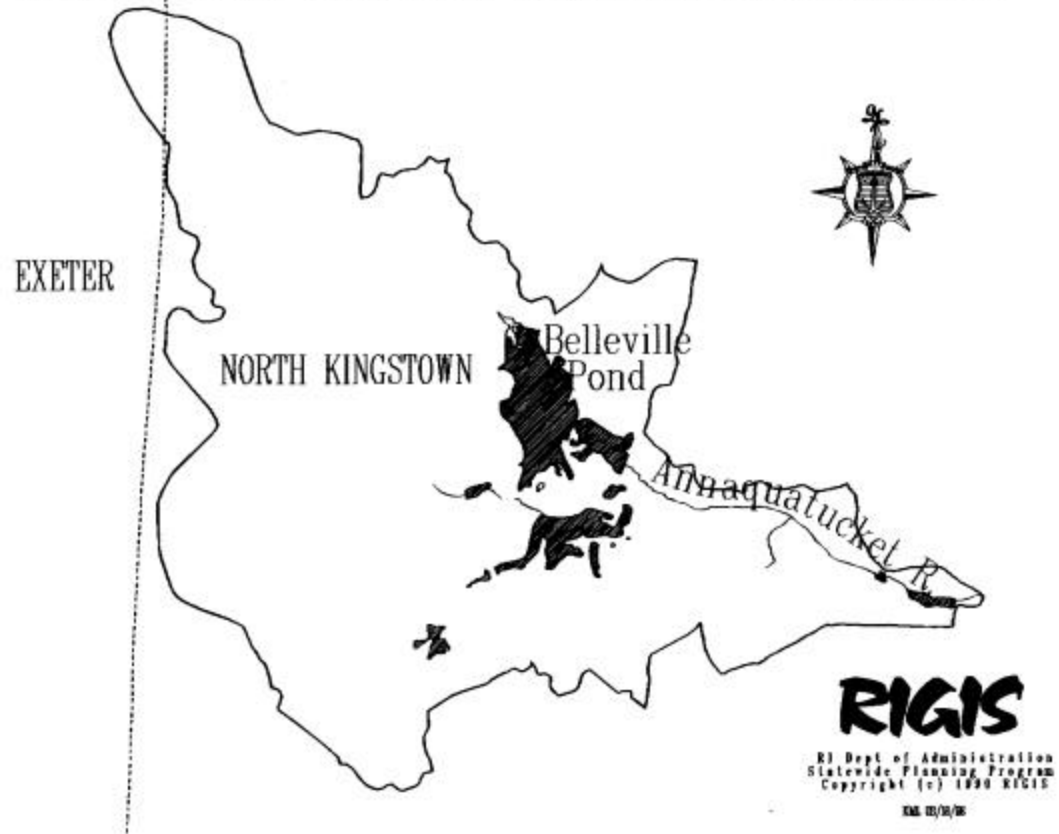 EXETER
NORTH KINGSTOWN
Belleville
Pond
Annaquatucket R.
RIGIS
RI Dept of Administration
Statewide Planning Program
Copyright (c) 1990 RIGIS